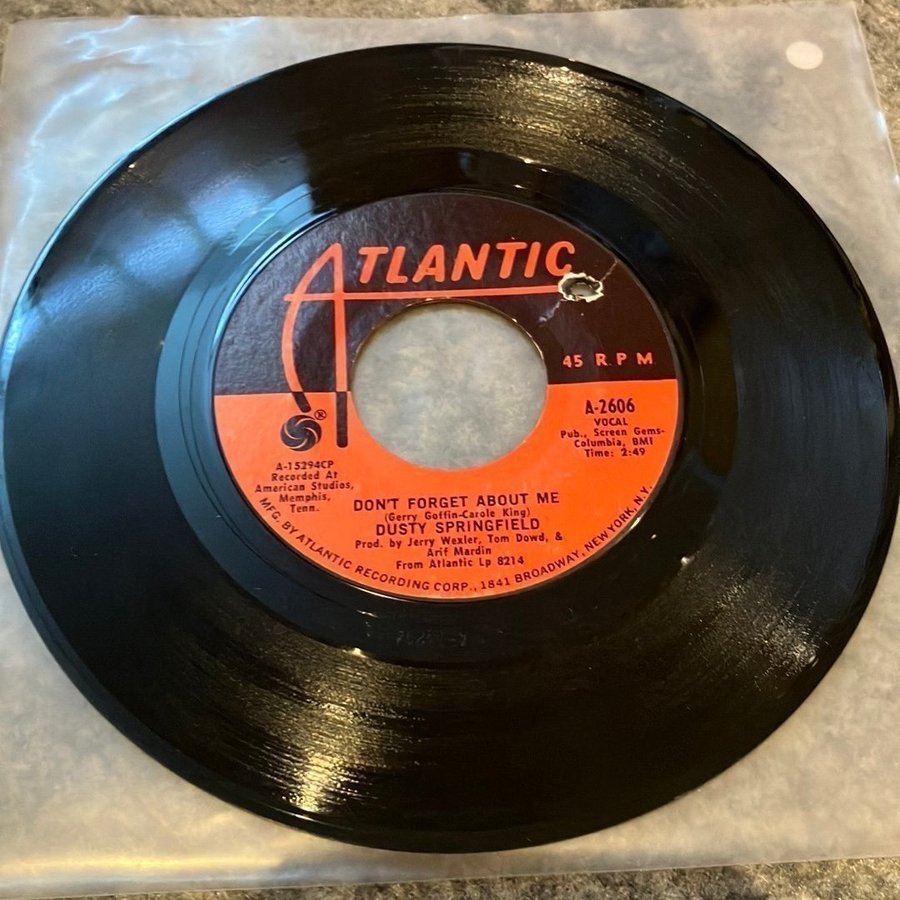 ATLANTIC
®
45 R.P M
A-2606
VOCAL
Pub., Screen Gems-
Columbia, BMI
Time: 2:49
A-15294CP
Recorded At
American Studios,
Memphis,
Tenn.
DON'T FORGET ABOUT ME
(Gerry Goffin-Carole King)
DUSTY SPRINGFIELD
Prod. by Jerry Wexler, Tom Dowd, &
Arif Mardin
From Atlantic Lp 8214
MFG. BY ATLANTIC RECORDING CORP., 1841 BROADWAY, NEW YORK, N.Y.